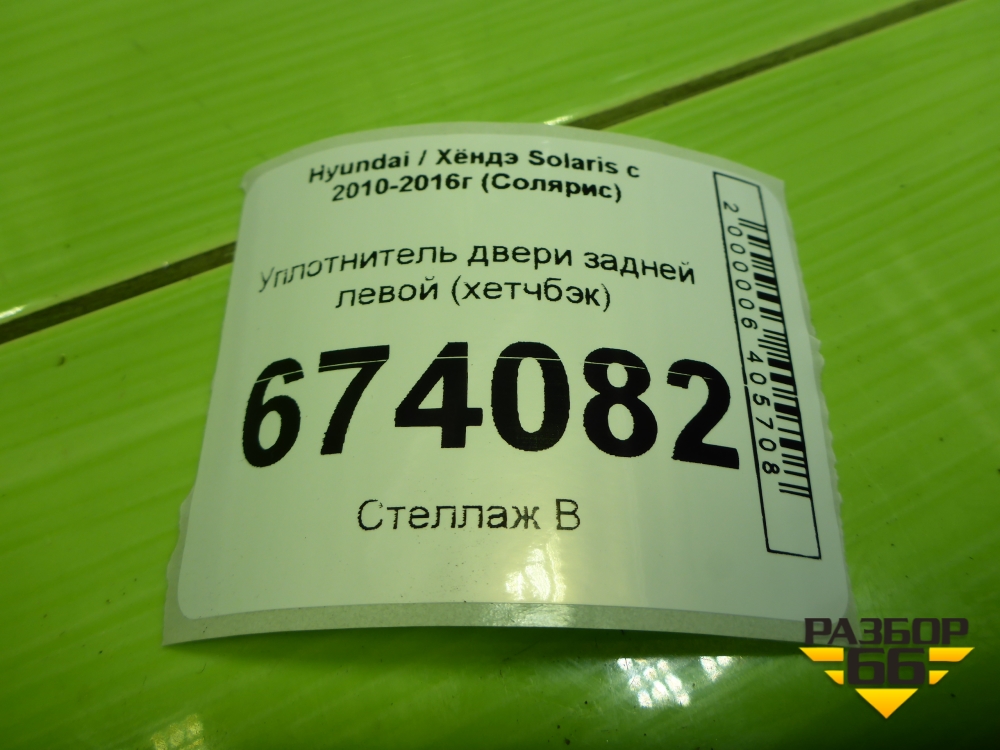 Hyundai / Хёндэ Solaris с
2010-2016г (Солярис)
Уплотнитель двери задней
левой (хетчбэк)
674082
Стеллаж В
2000006405708
РАЗБОР
66